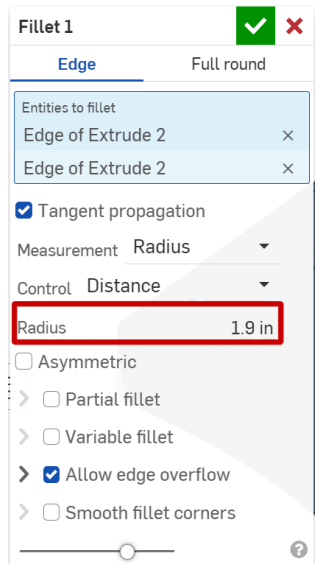 Fillet 1
Edge Full round
Entities to fillet
Edge of Extrude 2
Edge of Extrude 2
Tangent propagation
Measurement Radius
Control Distance
Radius 1.9 in
Asymmetric
Partial fillet
Variable fillet
Allow edge overflow
Smooth fillet corners
?